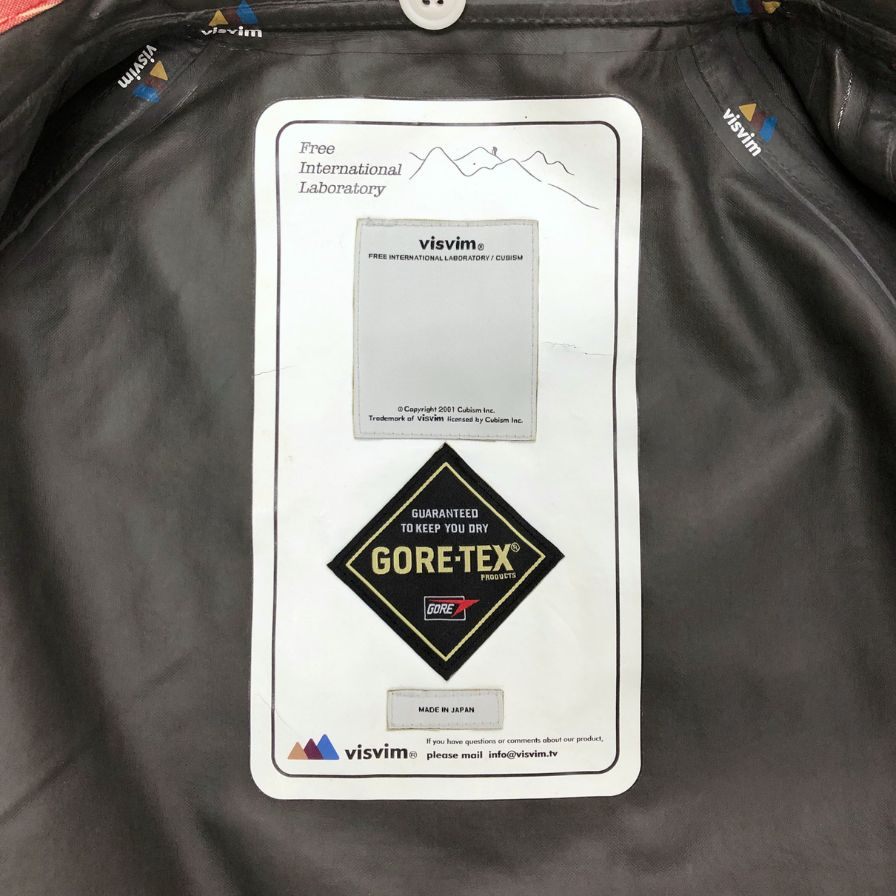 visvim
visvim
visvim
Free
International
Laboratory
visvim®
FREE INTERNATIONAL LABORATORY / CUBISM
© Copyright 2001 Cubism Inc.
Trademark of visvim licensed by Cubism Inc.
GUARANTEED
TO KEEP YOU DRY
GORE-TEX®
PRODUCTS
GORE
MADE IN JAPAN
visvim®
If you have questions or comments about our product,
please mail info@visvim.tv